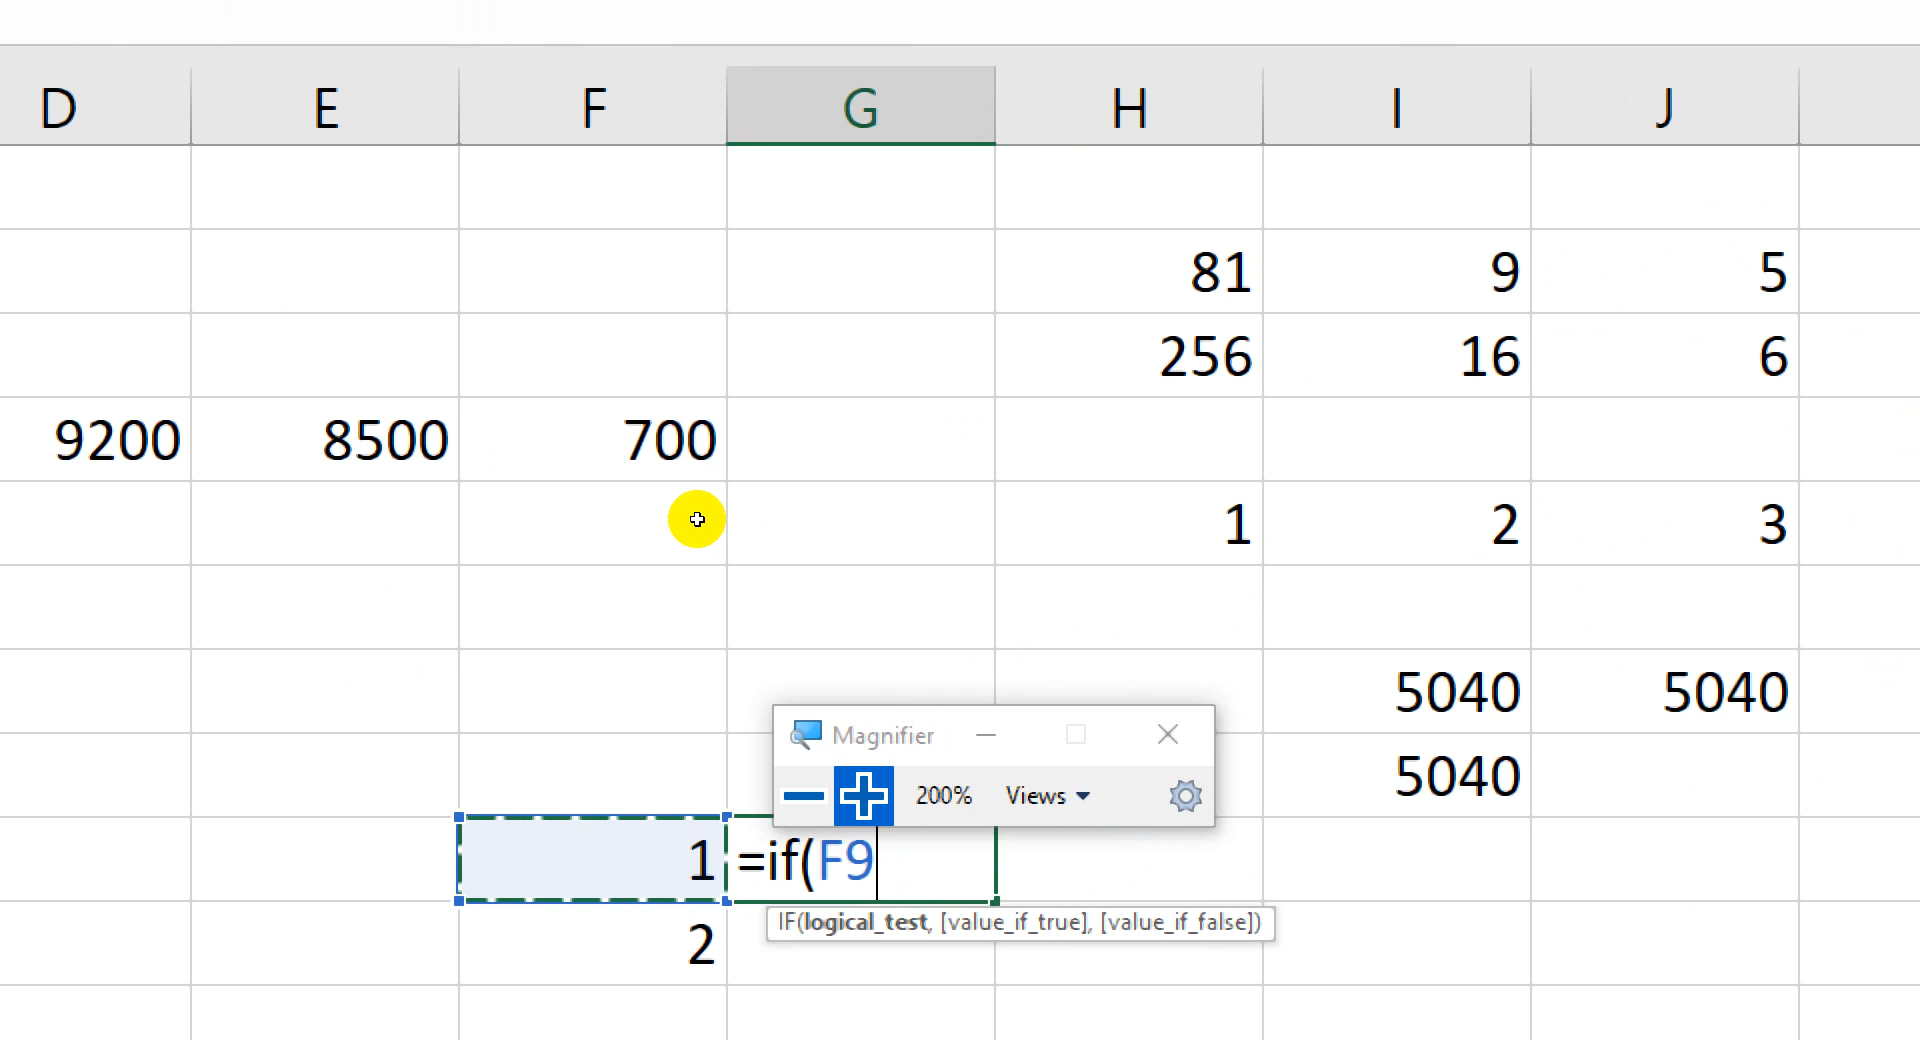 D E F G H I J
81 9 5
256 16 6
9200 8500 700
1 2 3
5040 5040
Magnifier
5040
200% Views
1 =if(F9
IF(logical_test, [value_if_true], [value_if_false])
2